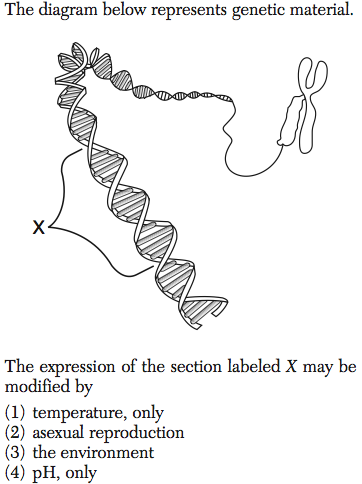 The diagram below represents genetic material.
X
The expression of the section labeled X may be
modified by
(1) temperature, only
(2) asexual reproduction
(3) the environment
(4) pH, only